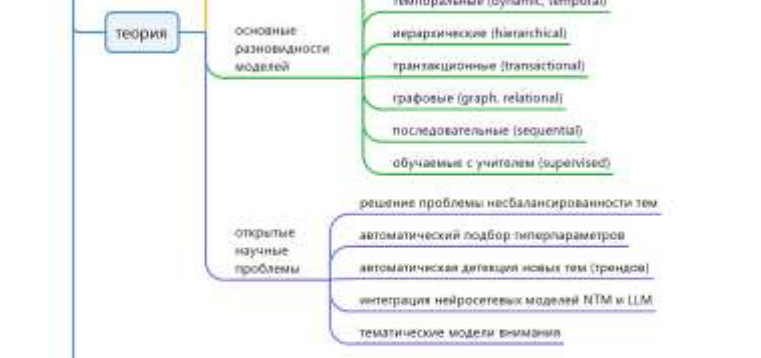 темпоральные (dynamic, temporal)
теория
основные
разновидности
моделей
иерархические (hierarchical)
транзакционные (transactional)
графовые (graph, relational)
последовательные (sequential)
обучаемые с учителем (supervised)
открытые
научные
проблемы
решение проблемы несбалансированности тем
автоматический подбор гиперпараметров
автоматическая детекция новых тем (трендов)
интеграция нейросетевых моделей NTM и LLM
тематические модели внимания